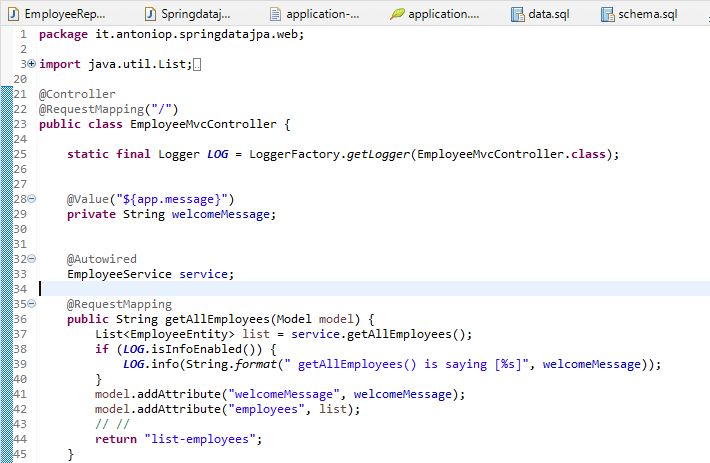 EmployeeRep... Springdataj... application-... application.... data.sql schema.sql
1 package it.antoniop.springdatajpa.web;
2
3 import java.util.List;
20
21 @Controller
22 @RequestMapping("/")
23 public class EmployeeMvcController {
24
25 static final Logger LOG = LoggerFactory.getLogger(EmployeeMvcController.class);
26
27
28 @Value("${app.message}")
29 private String welcomeMessage;
30
31
32 @Autowired
33 EmployeeService service;
34
35 @RequestMapping
36 public String getAllEmployees(Model model) {
37 List<EmployeeEntity> list = service.getAllEmployees();
38 if (LOG.isInfoEnabled()) {
39 LOG.info(String.format(" getAllEmployees() is saying [%s]", welcomeMessage));
40 }
41 model.addAttribute("welcomeMessage", welcomeMessage);
42 model.addAttribute("employees", list);
43 // //
44 return "list-employees";
45 }